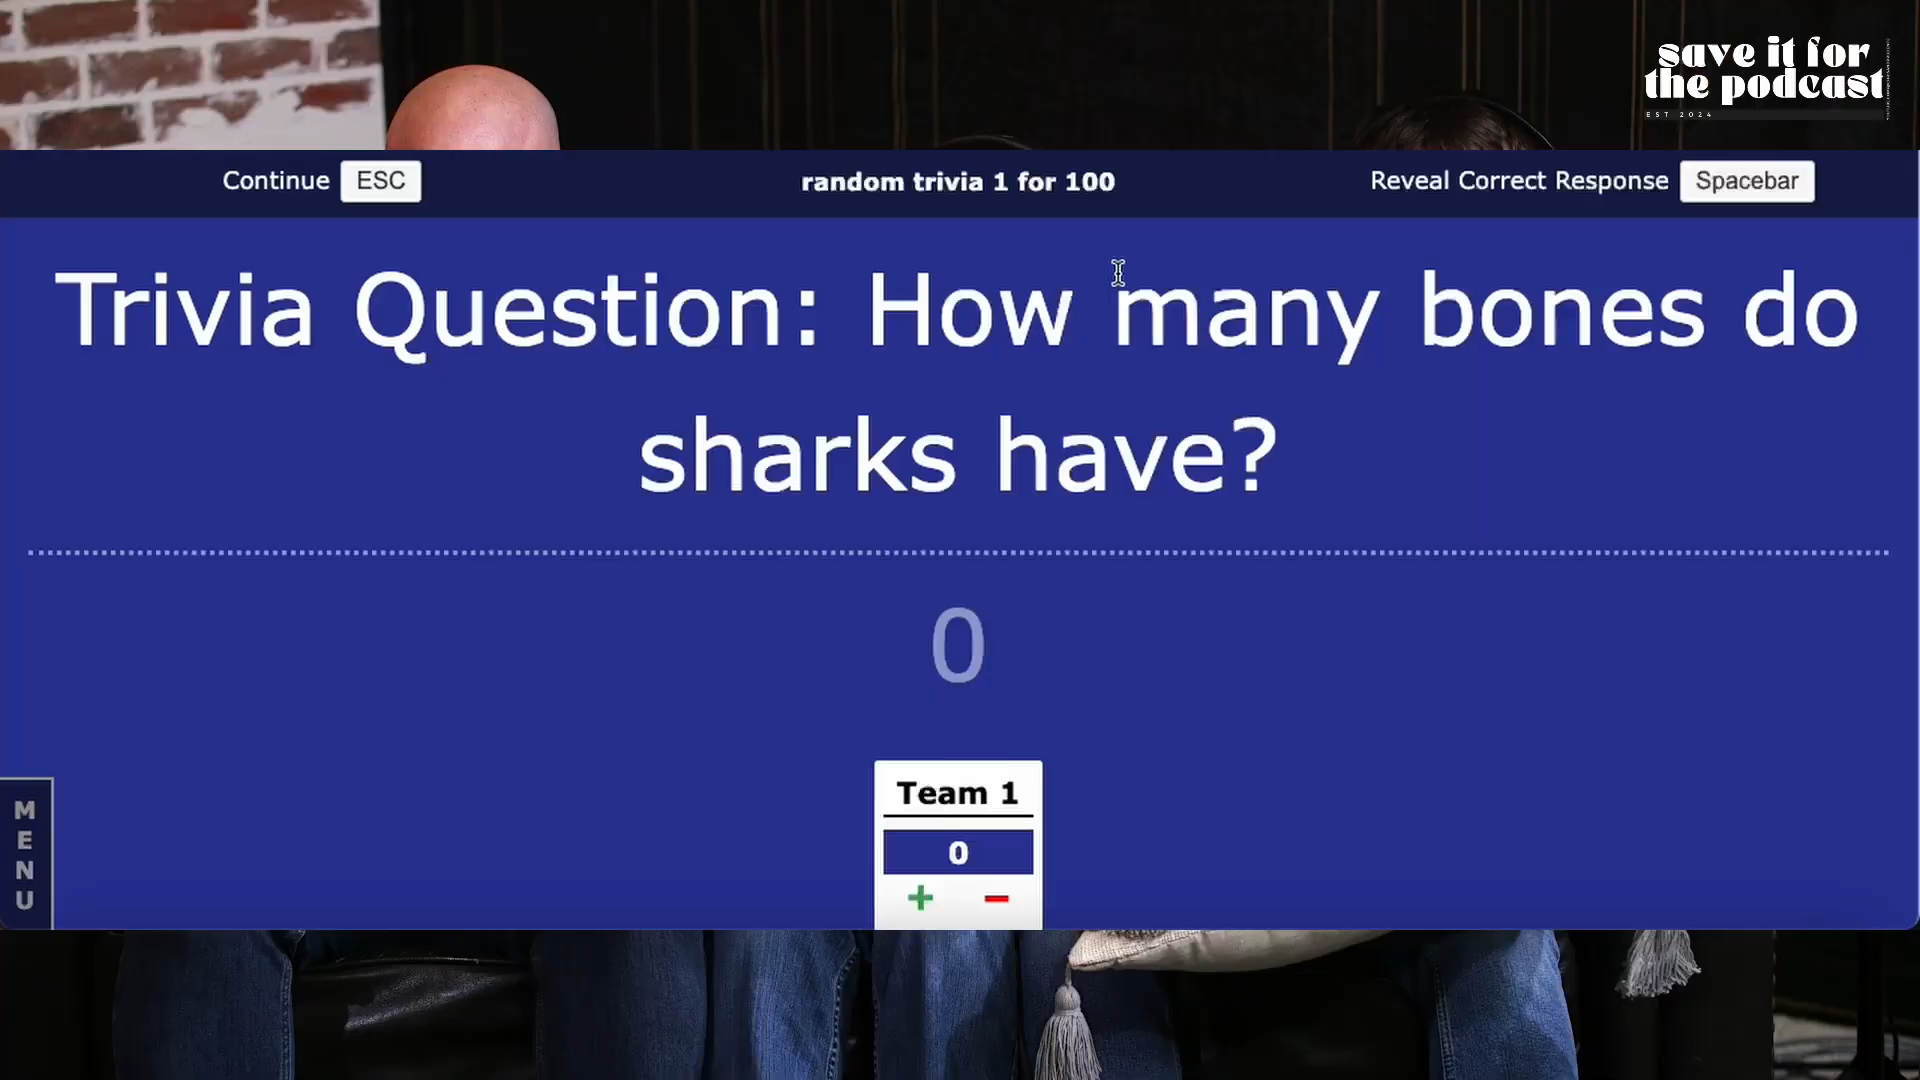 save it for
the podcast
EST 2024
Continue ESC
random trivia 1 for 100
Reveal Correct Response Spacebar
Trivia Question: How many bones do
sharks have?
0
Team 1
0
+ -
MENU